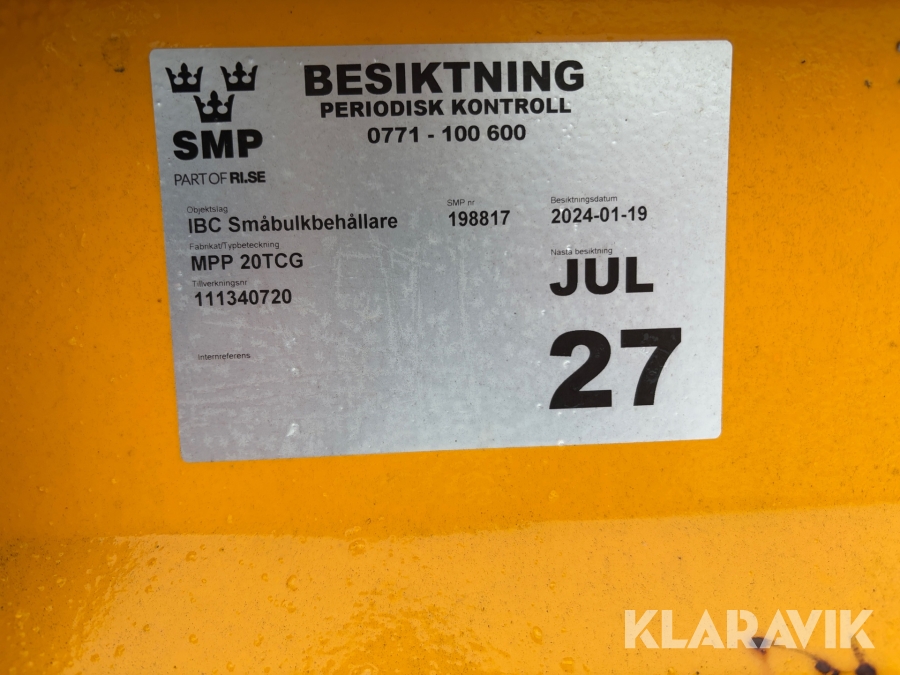 BESIKTNING
PERIODISK KONTROLL
0771 - 100 600
SMP
PART OF RI.SE
Objektslag
IBC Småbulkbehållare
SMP nr
198817
Besiktningsdatum
2024-01-19
Fabrikat/Typbeteckning
MPP 20TCG
Nästa besiktning
JUL
27
Tillverkningsnr
111340720
Internreferens
KLARAVIK